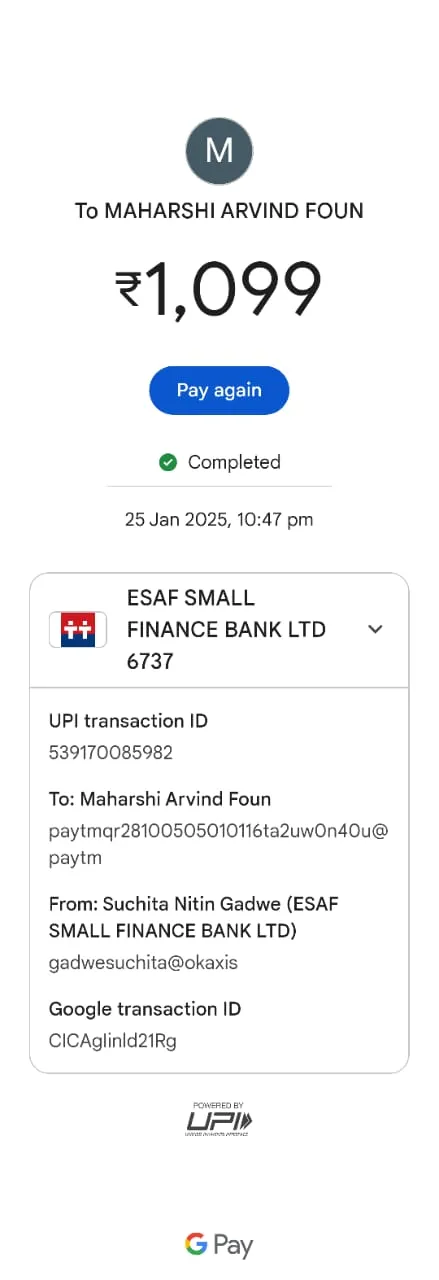 M
To MAHARSHI ARVIND FOUN
₹1,099
Pay again
Completed
25 Jan 2025, 10:47 pm
ESAF SMALL
FINANCE BANK LTD
6737
UPI transaction ID
539170085982
To: Maharshi Arvind Foun
paytmqr28100505010116ta2uw0n40u@
paytm
From: Suchita Nitin Gadwe (ESAF
SMALL FINANCE BANK LTD)
gadwesuchita@okaxis
Google transaction ID
CICAgIinld21Rg
POWERED BY
UPI
UNIFIED PAYMENTS INTERFACE
G Pay